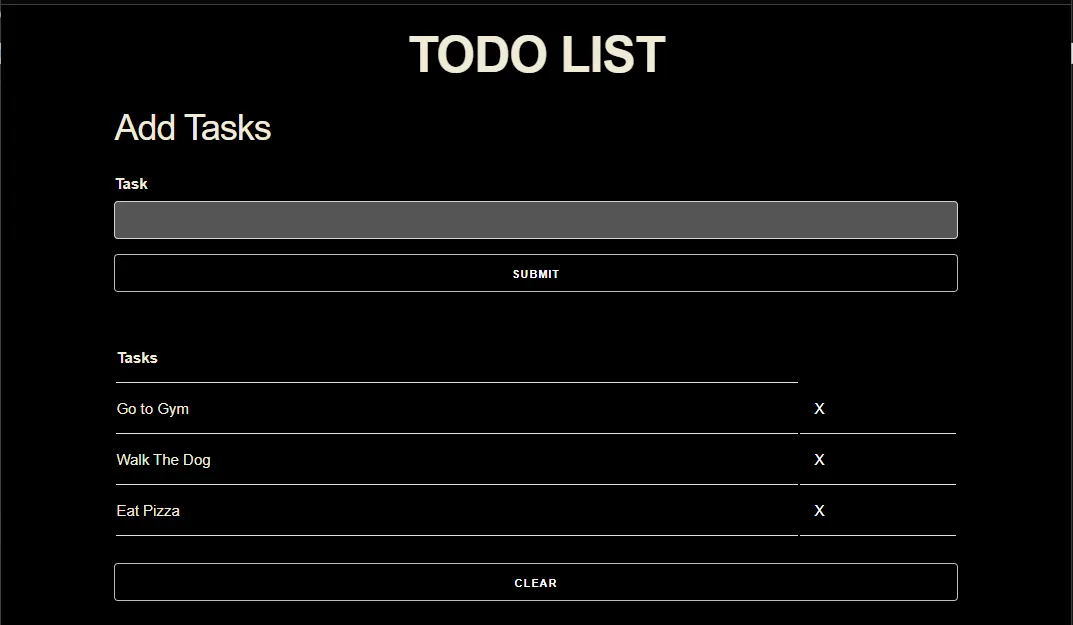 TODO LIST
Add Tasks
Task
SUBMIT
Tasks
Go to Gym X
Walk The Dog X
Eat Pizza X
CLEAR